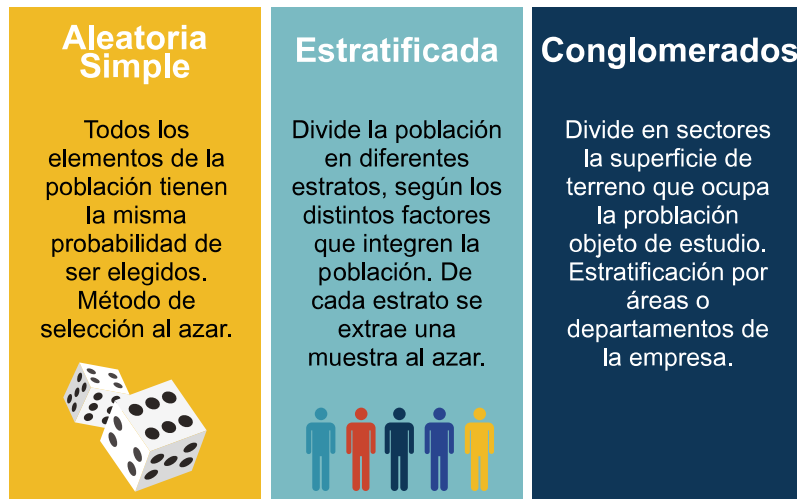 Aleatoria
Simple
Todos los
elementos de la
población tienen
la misma
probabilidad de
ser elegidos.
Método de
selección al azar.
Estratificada
Divide la población
en diferentes
estratos, según los
distintos factores
que integren la
población. De
cada estrato se
extrae una
muestra al azar.
Conglomerados
Divide en sectores
la superficie de
terreno que ocupa
la problación
objeto de estudio.
Estratificación por
áreas o
departamentos de
la empresa.